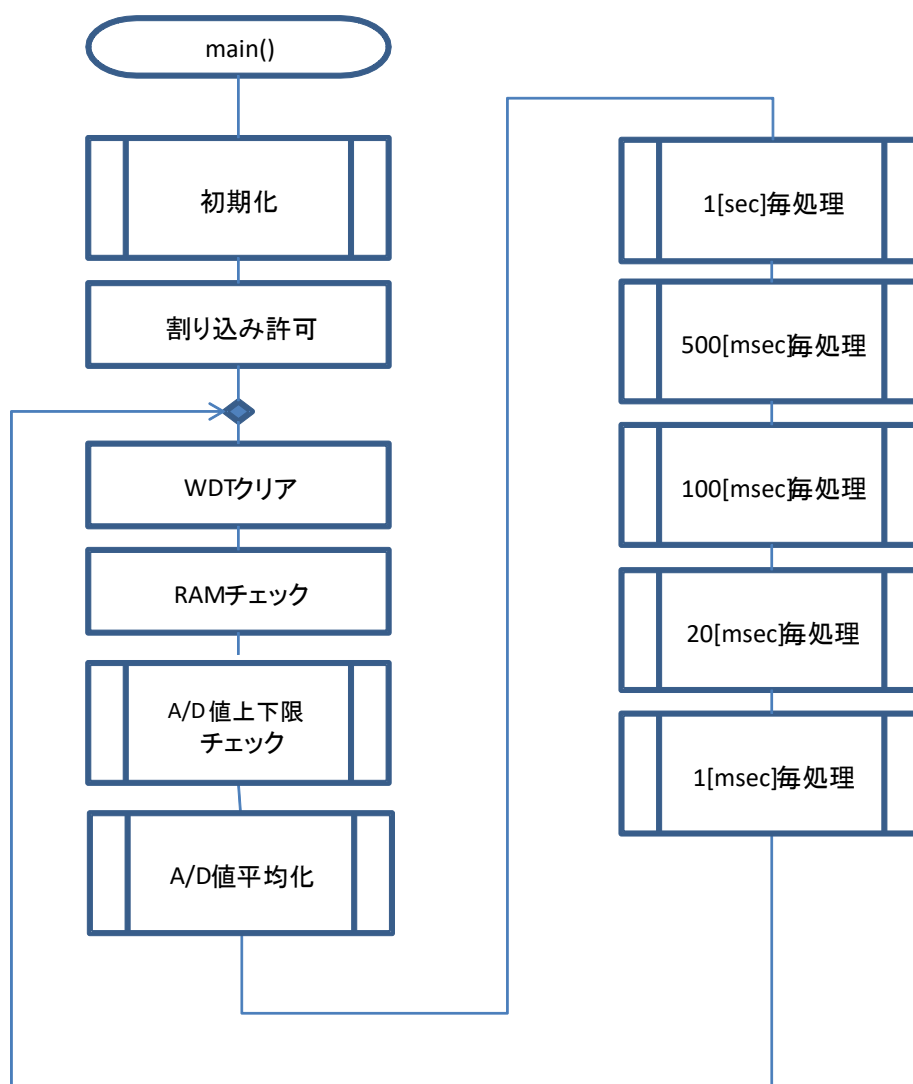 main()
初期化
割り込み許可
WDTクリア
RAMチェック
A/D値上下限
チェック
A/D値平均化
1[sec]毎処理
500[msec]毎処理
100[msec]毎処理
20[msec]毎処理
1[msec]毎処理